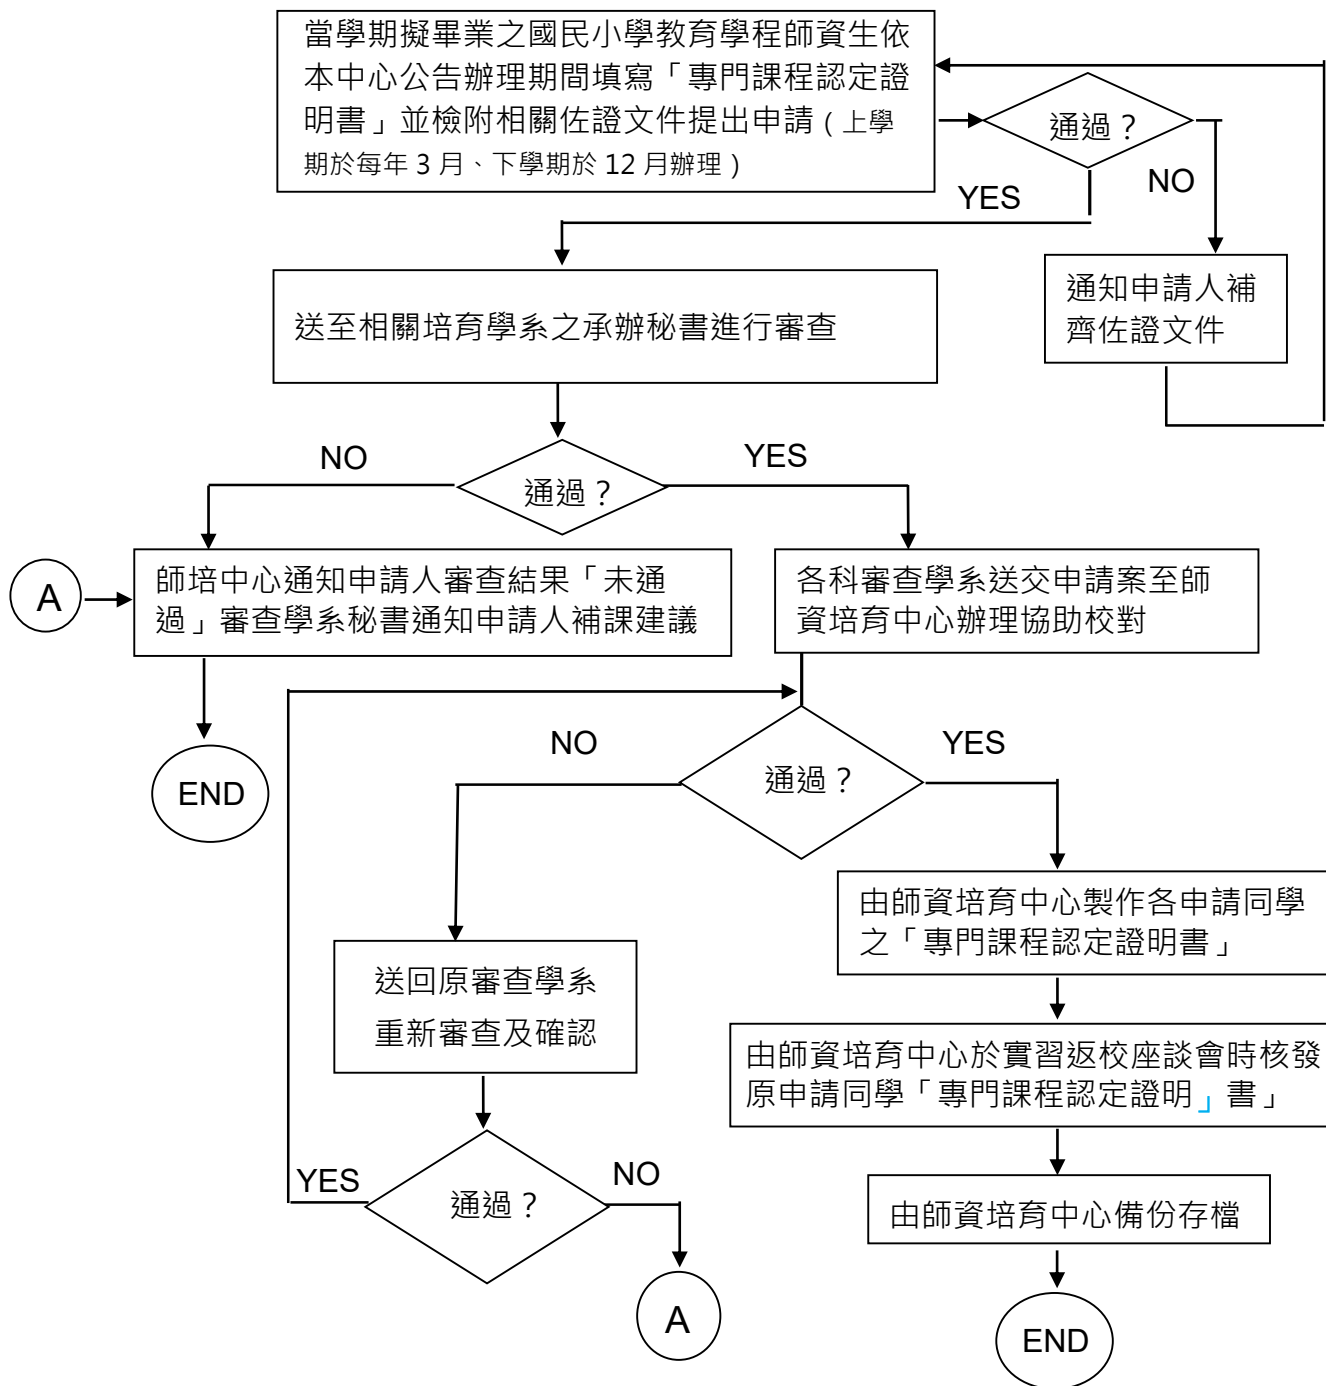 當學期擬畢業之國民小學教育學程師資生依
本中心公告辦理期間填寫「專門課程認定證
明書」並檢附相關佐證文件提出申請（上學
期於每年 3 月、下學期於 12 月辦理）
通過？
YES
NO
送至相關培育學系之承辦秘書進行審查
通知申請人補
齊佐證文件
NO
YES
通過？
A
師培中心通知申請人審查結果「未通
過」審查學系秘書通知申請人補課建議
各科審查學系送交申請案至師
資培育中心辦理協助校對
END
NO
YES
通過？
由師資培育中心製作各申請同學
之「專門課程認定證明書」
送回原審查學系
重新審查及確認
由師資培育中心於實習返校座談會時核發
原申請同學「專門課程認定證明」書」
YES
NO
通過？
由師資培育中心備份存檔
A
END